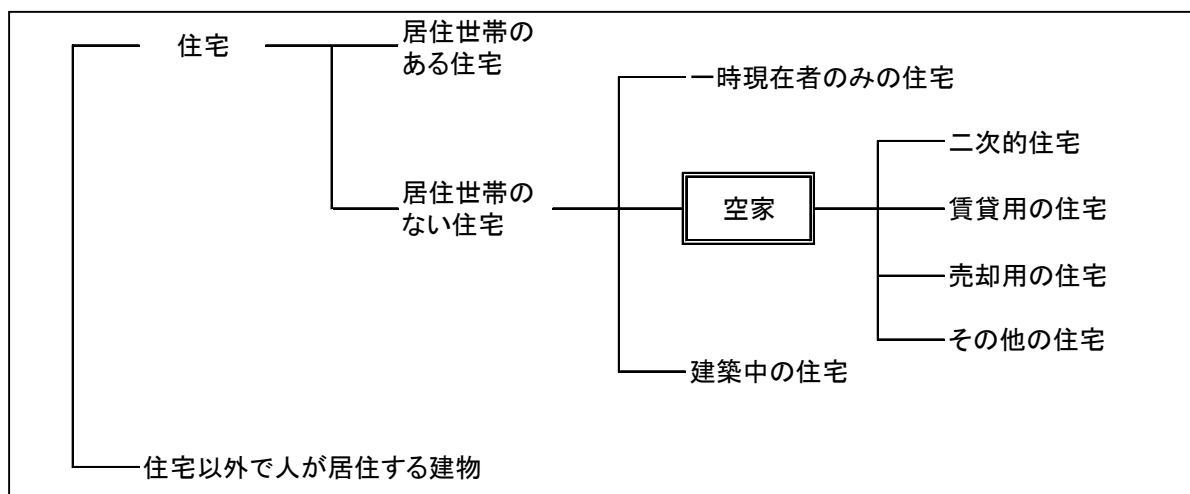 住宅
居住世帯の
ある住宅
一時現在者のみの住宅
二次的住宅
居住世帯の
ない住宅
空家
賃貸用の住宅
売却用の住宅
その他の住宅
建築中の住宅
住宅以外で人が居住する建物